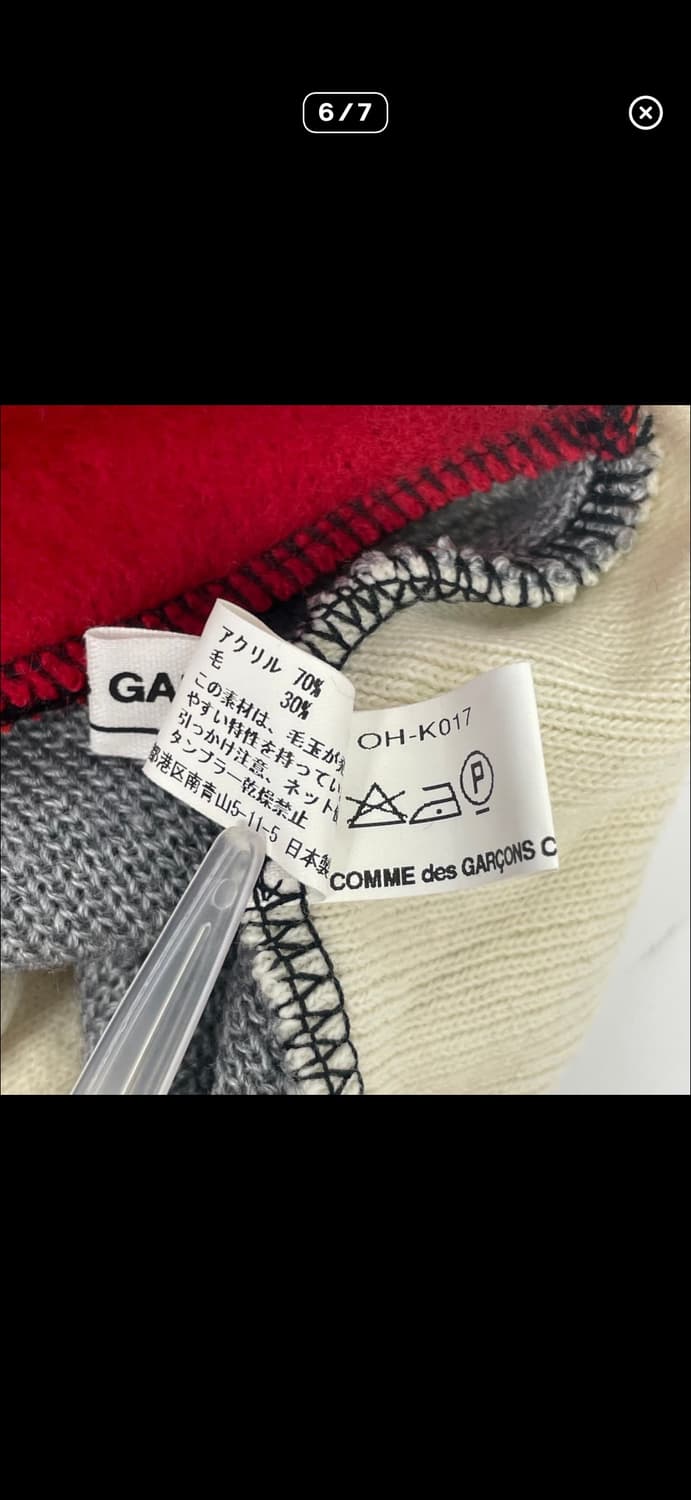 6/7
GA
アクリル 70%
毛 30%
この素材は、毛玉が
やすい特性を持ってい
引っかけ注意、ネット
タンブラー乾燥禁止
都港区南青山5-11-5 日本製
OH-K017
P
COMME des GARÇONS C